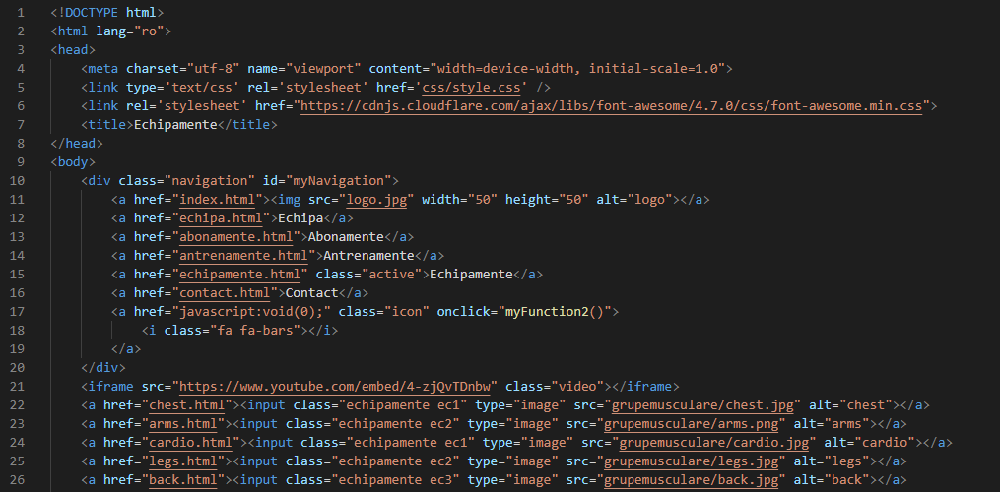 1 <!DOCTYPE html>
2 <html lang="ro">
3 <head>
4 <meta charset="utf-8" name="viewport" content="width=device-width, initial-scale=1.0">
5 <link type='text/css' rel='stylesheet' href='css/style.css' />
6 <link rel='stylesheet' href="https://cdnjs.cloudflare.com/ajax/libs/font-awesome/4.7.0/css/font-awesome.min.css">
7 <title>Echipamente</title>
8 </head>
9 <body>
10 <div class="navigation" id="myNavigation">
11 <a href="index.html"><img src="logo.jpg" width="50" height="50" alt="logo"></a>
12 <a href="echipa.html">Echipa</a>
13 <a href="abonamente.html">Abonamente</a>
14 <a href="antrenamente.html">Antrenamente</a>
15 <a href="echipamente.html" class="active">Echipamente</a>
16 <a href="contact.html">Contact</a>
17 <a href="javascript:void(0);" class="icon" onclick="myFunction2()">
18 <i class="fa fa-bars"></i>
19 </a>
20 </div>
21 <iframe src="https://www.youtube.com/embed/4-zjQvTDnbw" class="video"></iframe>
22 <a href="chest.html"><input class="echipamente ec1" type="image" src="grupemusculare/chest.jpg" alt="chest"></a>
23 <a href="arms.html"><input class="echipamente ec2" type="image" src="grupemusculare/arms.png" alt="arms"></a>
24 <a href="cardio.html"><input class="echipamente ec1" type="image" src="grupemusculare/cardio.jpg" alt="cardio"></a>
25 <a href="legs.html"><input class="echipamente ec2" type="image" src="grupemusculare/legs.jpg" alt="legs"></a>
26 <a href="back.html"><input class="echipamente ec3" type="image" src="grupemusculare/back.jpg" alt="back"></a>